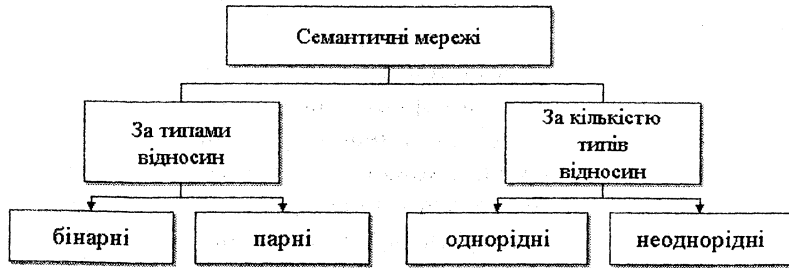 Семантичні мережі
За типами
відносин
За кількістю
типів
відносин
бінарні
парні
однорідні
неоднорідні